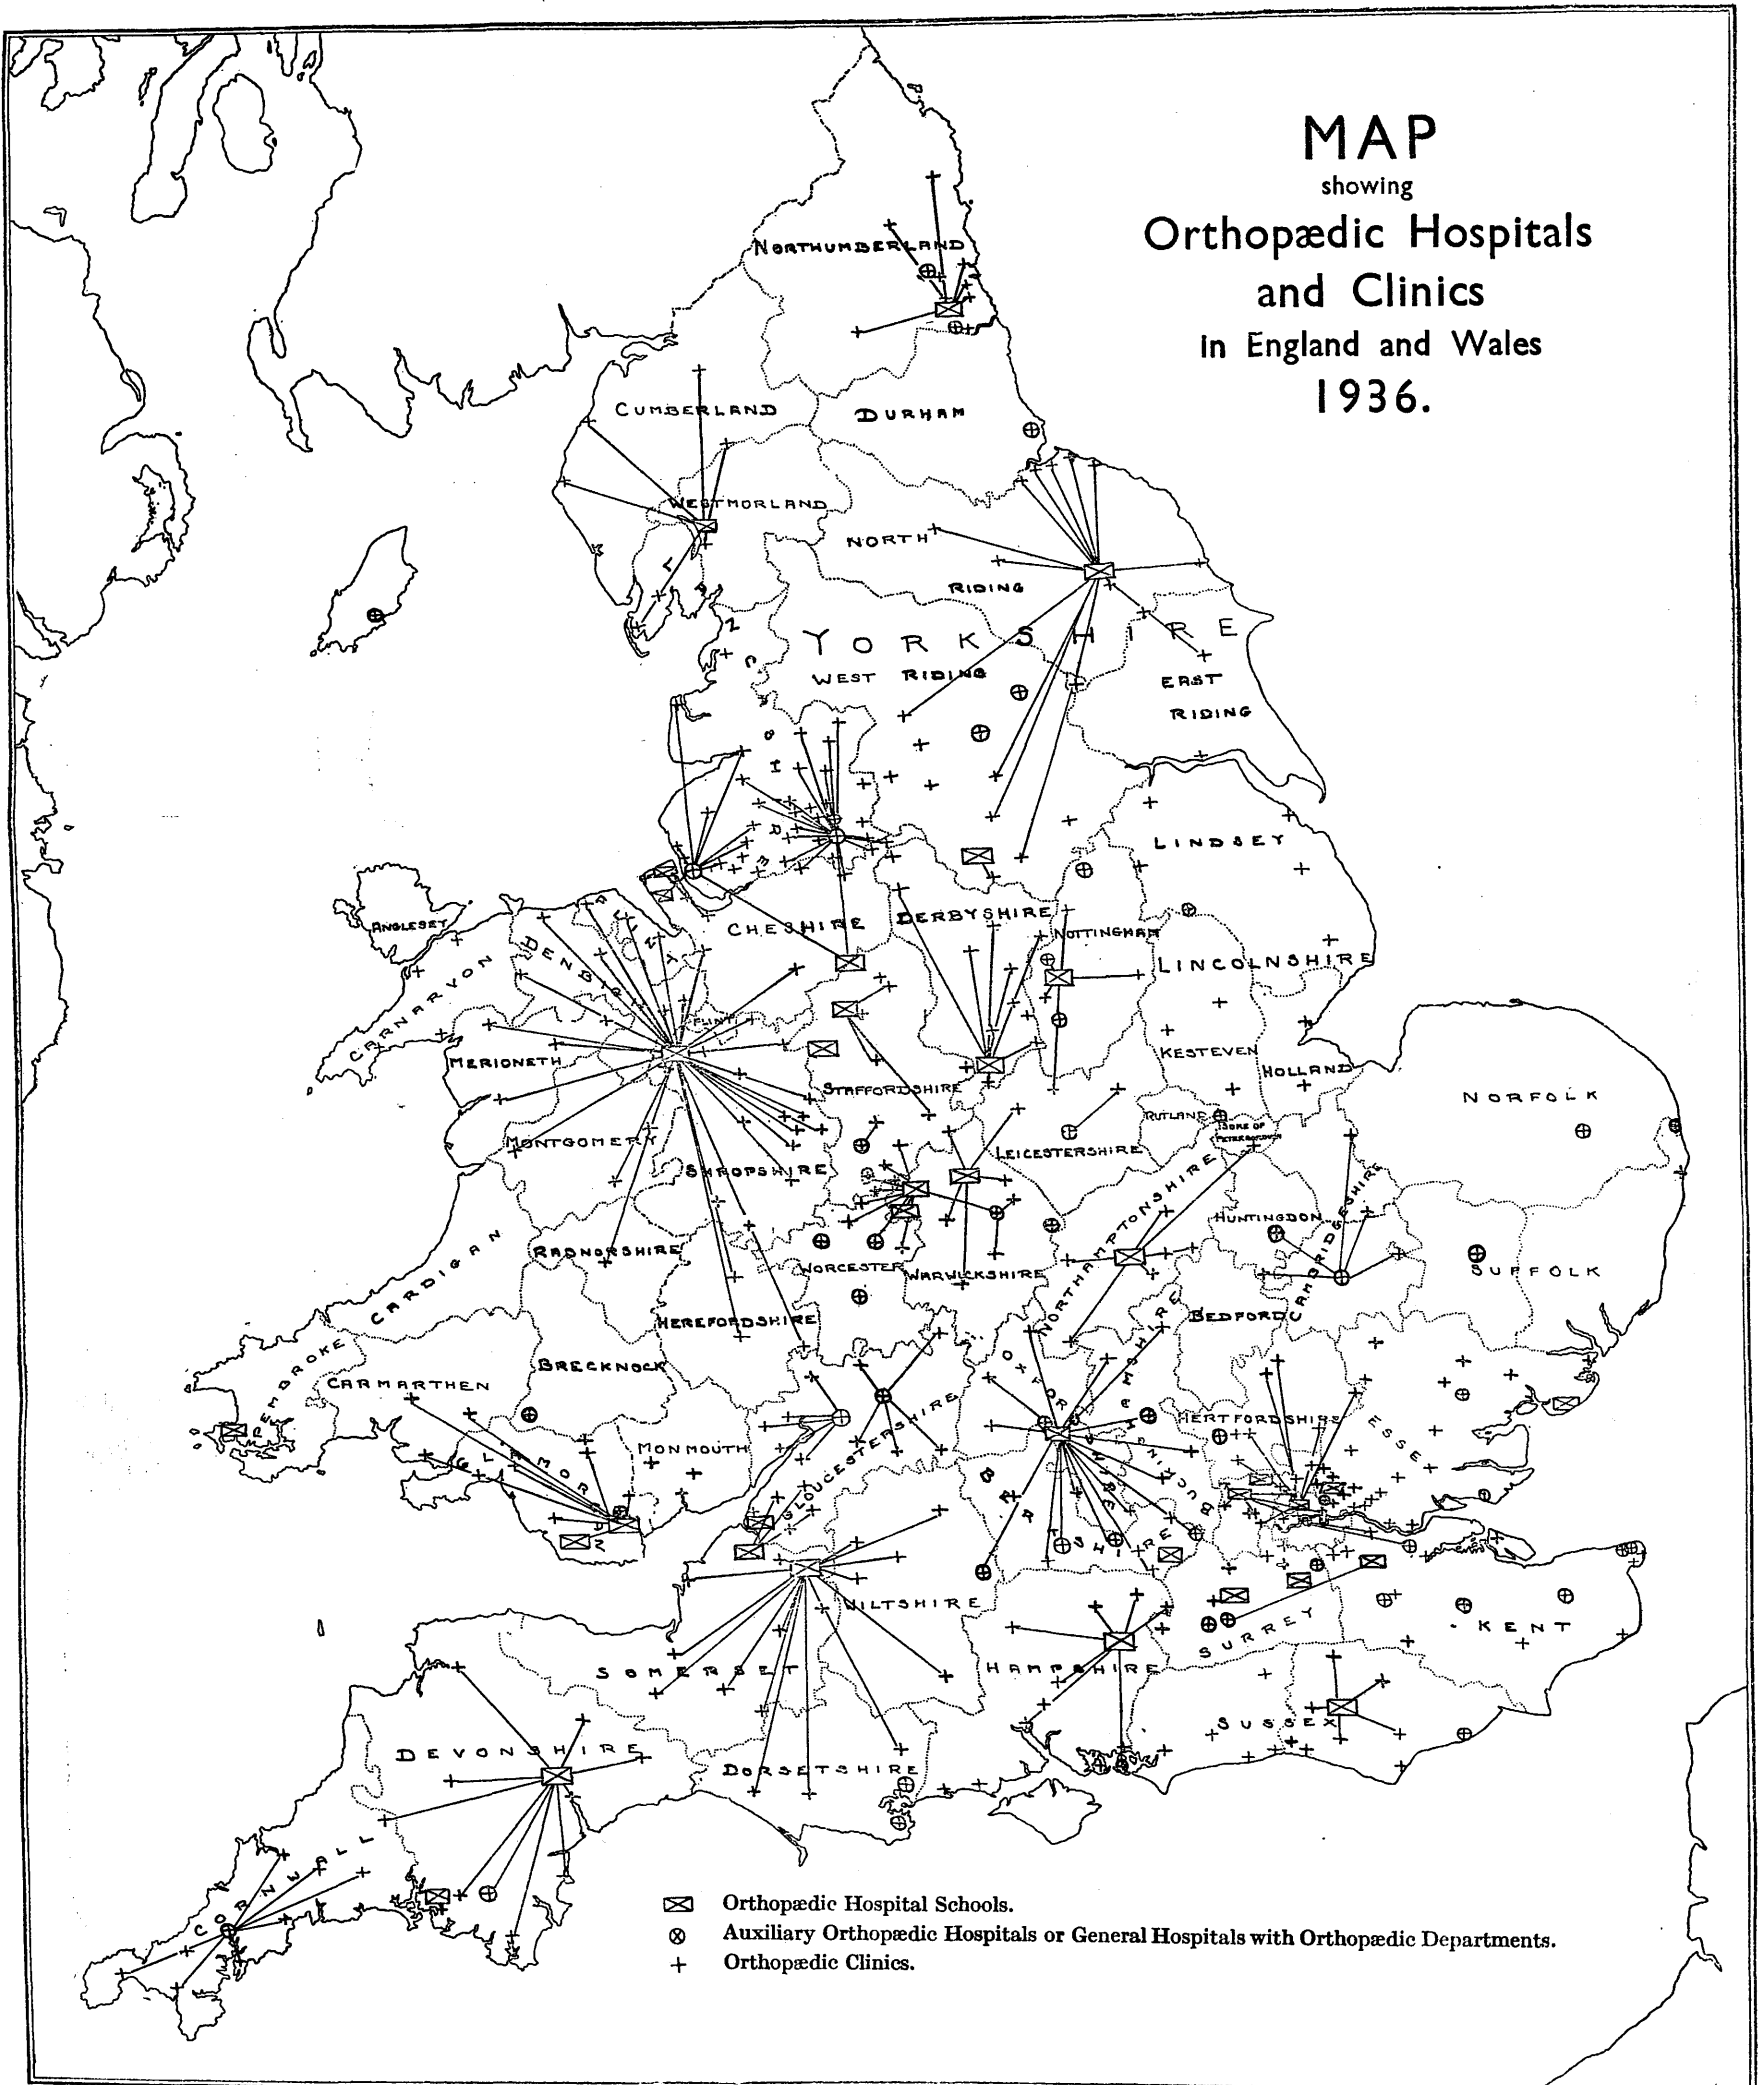 MAP
showing
Orthopædic Hospitals
and Clinics
in England and Wales
1936.
NORTHUMBERLAND
CUMBERLAND
DURHAM
WESTMORLAND
NORTH
RIDING
YORKSHIRE
WEST RIDING
EAST
RIDING
LINDSEY
CHESHIRE
DERBYSHIRE
NOTTINGHAM
ANGLESEY
LINCOLNSHIRE
CARNARVON
DENBIGH
FLINT
MERIONETH
KESTEVEN
HOLLAND
STAFFORDSHIRE
NORFOLK
RUTLAND
SOKE OF
PETERBOROUGH
MONTGOMERY
LEICESTERSHIRE
SHROPSHIRE
NORTHAMPTONSHIRE
HUNTINGDON
CAMBRIDGESHIRE
RADNORSHIRE
CARDIGAN
WORCESTER
WARWICKSHIRE
SUFFOLK
BEDFORD
HEREFORDSHIRE
PEMBROKE
BRECKNOCK
CARMARTHEN
OXFORDSHIRE
HERTFORDSHIRE
ESSEX
MONMOUTH
GLOUCESTERSHIRE
GLAMORGAN
BERKSHIRE
WILTSHIRE
SURREY
KENT
SOMERSET
HAMPSHIRE
SUSSEX
DEVONSHIRE
DORSETSHIRE
CORNWALL
Orthopædic Hospital Schools.
Auxiliary Orthopædic Hospitals or General Hospitals with Orthopædic Departments.
Orthopædic Clinics.